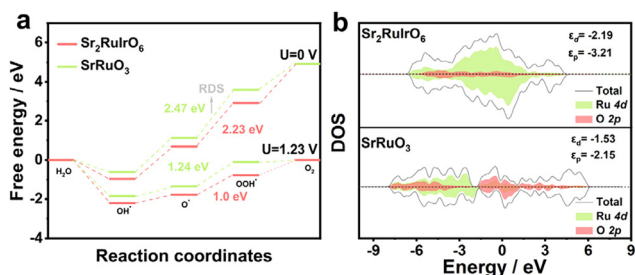 a
Free energy / eV
6
4
2
0
-2
-4
Sr₂RuIrO₆
SrRuO₃
U=0 V
RDS
2.47 eV
2.23 eV
U=1.23 V
1.24 eV
1.0 eV
H₂O
OH*
O*
OOH*
O₂
Reaction coordinates
b
DOS
Sr₂RuIrO₆
εd= -2.19
εp= -3.21
Total
Ru 4d
O 2p
SrRuO₃
εd= -1.53
εp= -2.15
Total
Ru 4d
O 2p
-9 -6 -3 0 3 6 9
Energy / eV